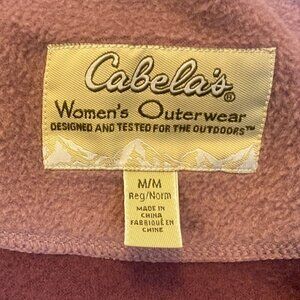 Cabela's®
Women's Outerwear
DESIGNED AND TESTED FOR THE OUTDOORS™
M/M
Reg/Norm
MADE IN
CHINA
FABRIQUÉ EN
CHINE